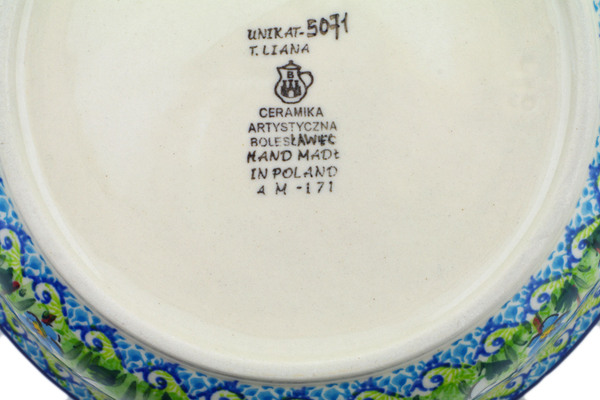 UNIKAT-5071
T. LIANA
B
CERAMIKA
ARTYSTYCZNA
BOLESŁAWIEC
HAND MADE
IN POLAND
A M -171